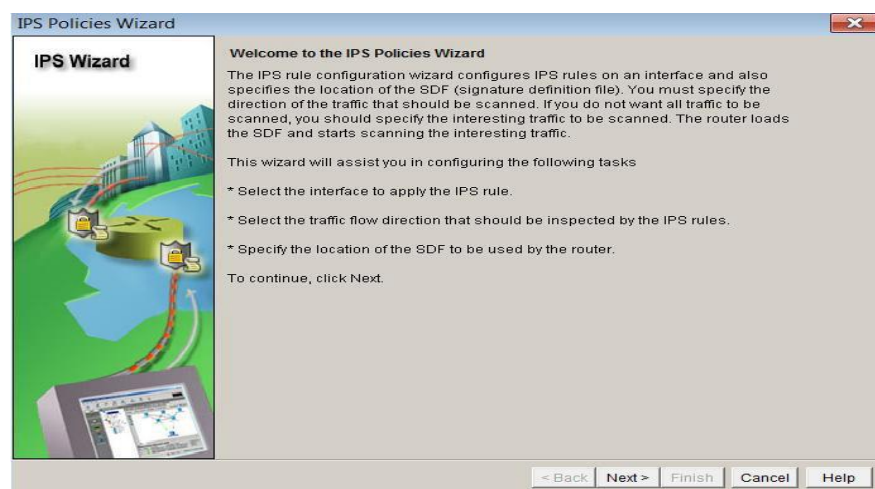 IPS Policies Wizard
IPS Wizard
Welcome to the IPS Policies Wizard
The IPS rule configuration wizard configures IPS rules on an interface and also
specifies the location of the SDF (signature definition file). You must specify the
direction of the traffic that should be scanned. If you do not want all traffic to be
scanned, you should specify the interesting traffic to be scanned. The router loads
the SDF and starts scanning the interesting traffic.
This wizard will assist you in configuring the following tasks
* Select the interface to apply the IPS rule.
* Select the traffic flow direction that should be inspected by the IPS rules.
* Specify the location of the SDF to be used by the router.
To continue, click Next.
< Back Next > Finish Cancel Help